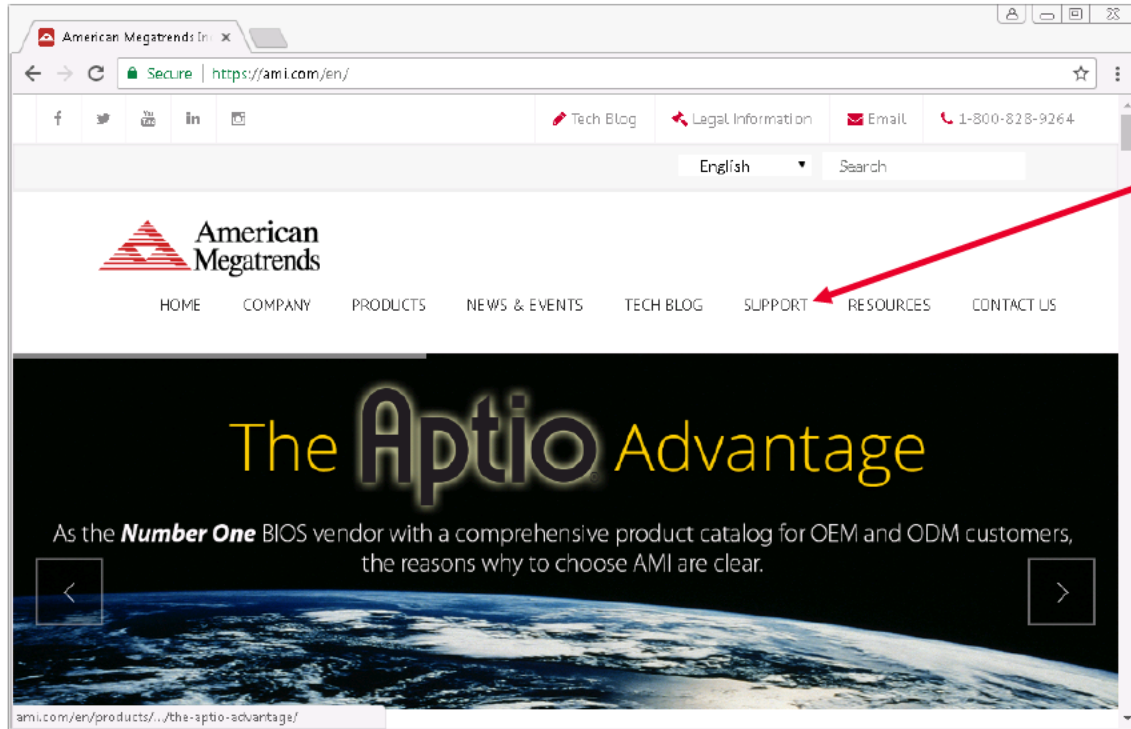 American Megatrends In
Secure | https://ami.com/en/
f You Tube in Tech Blog Legal Information Email 1-800-828-9264
English Search
American
Megatrends
HOME COMPANY PRODUCTS NEWS & EVENTS TECH BLOG SUPPORT RESOURCES CONTACT US
The Aptio® Advantage
As the Number One BIOS vendor with a comprehensive product catalog for OEM and ODM customers,
the reasons why to choose AMI are clear.
ami.com/en/products/.../the-aptio-advantage/